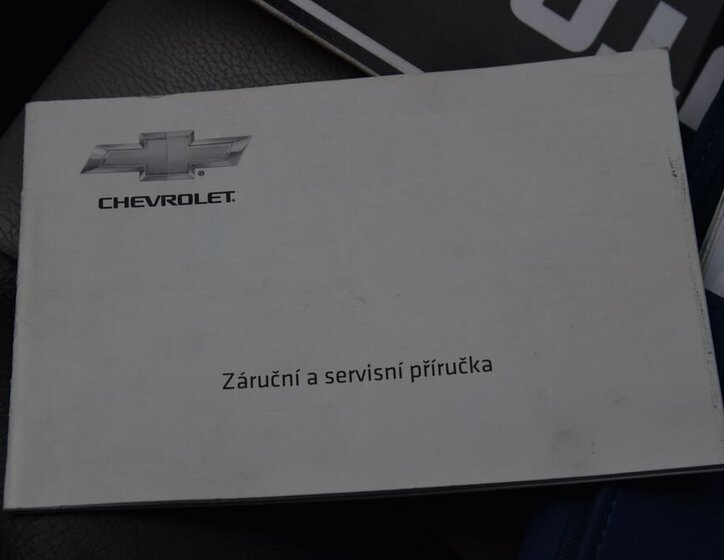 CHEVROLET
Záruční a servisní příručka